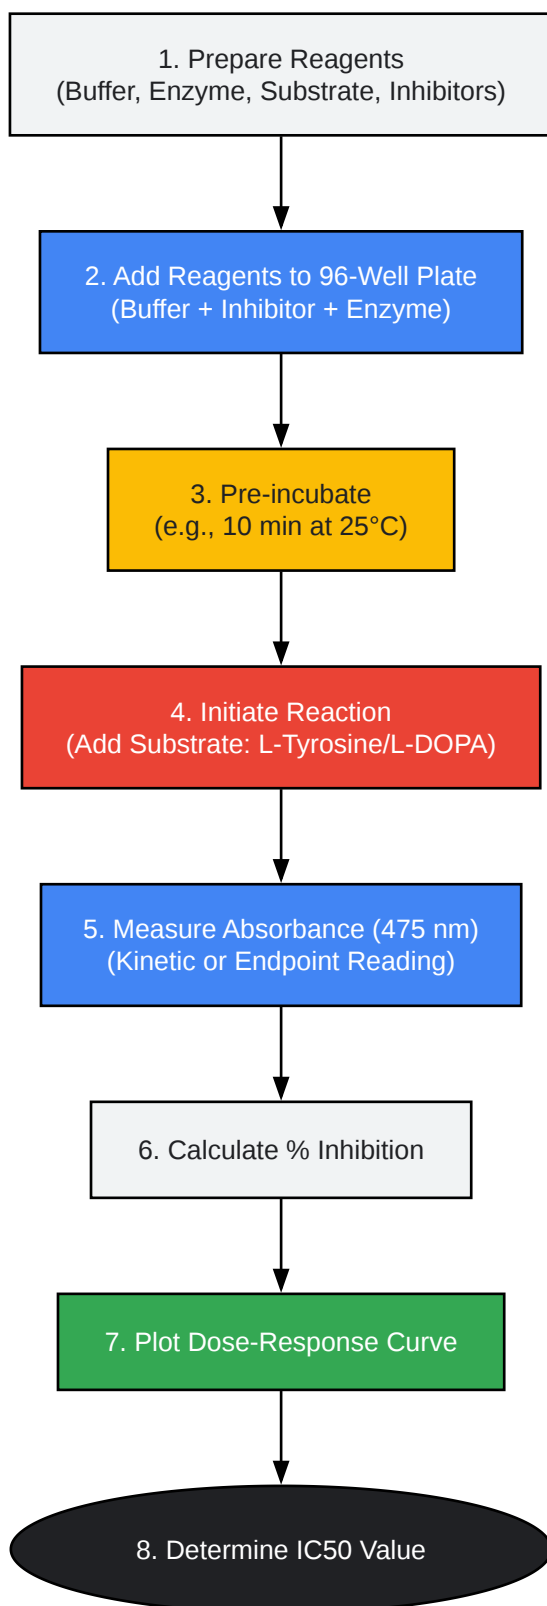 1. Prepare Reagents
(Buffer, Enzyme, Substrate, Inhibitors)
2. Add Reagents to 96-Well Plate
(Buffer + Inhibitor + Enzyme)
3. Pre-incubate
(e.g., 10 min at 25°C)
4. Initiate Reaction
(Add Substrate: L-Tyrosine/L-DOPA)
5. Measure Absorbance (475 nm)
(Kinetic or Endpoint Reading)
6. Calculate % Inhibition
7. Plot Dose-Response Curve
8. Determine IC50 Value